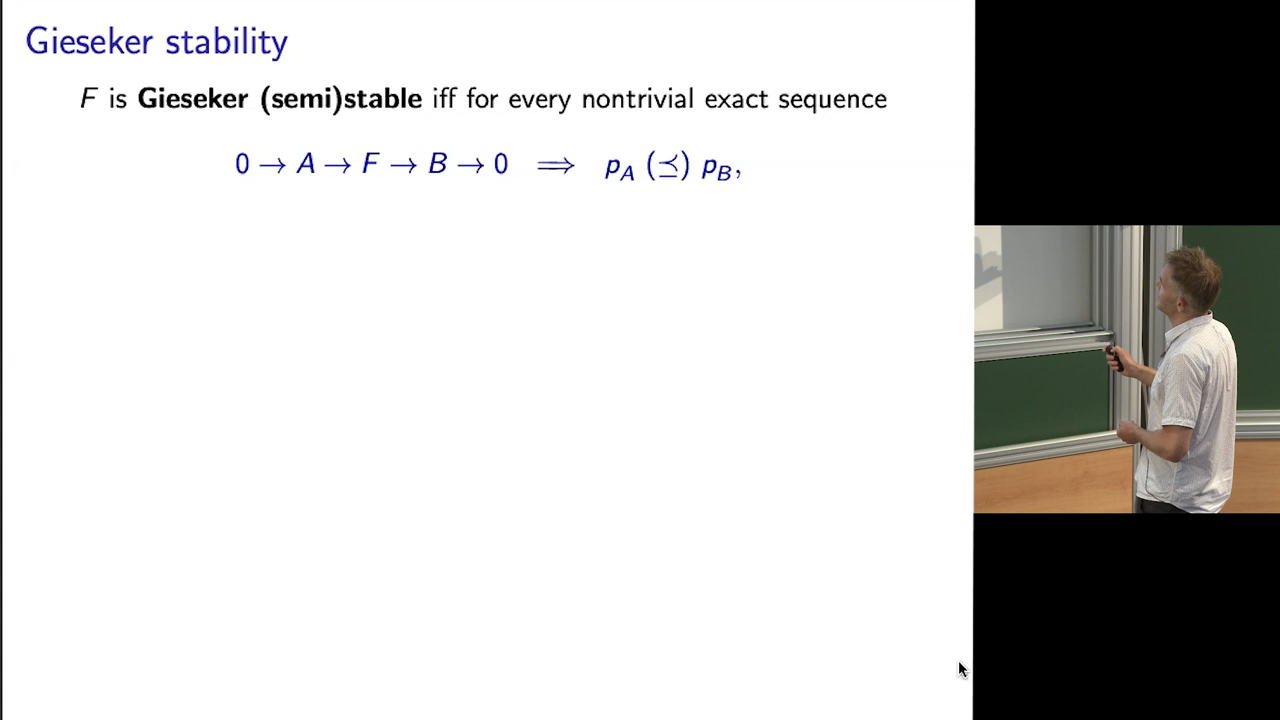 Gieseker stability
F is Gieseker (semi)stable iff for every nontrivial exact sequence
0 → A → F → B → 0 ⟹ p_A (⪯) p_B,